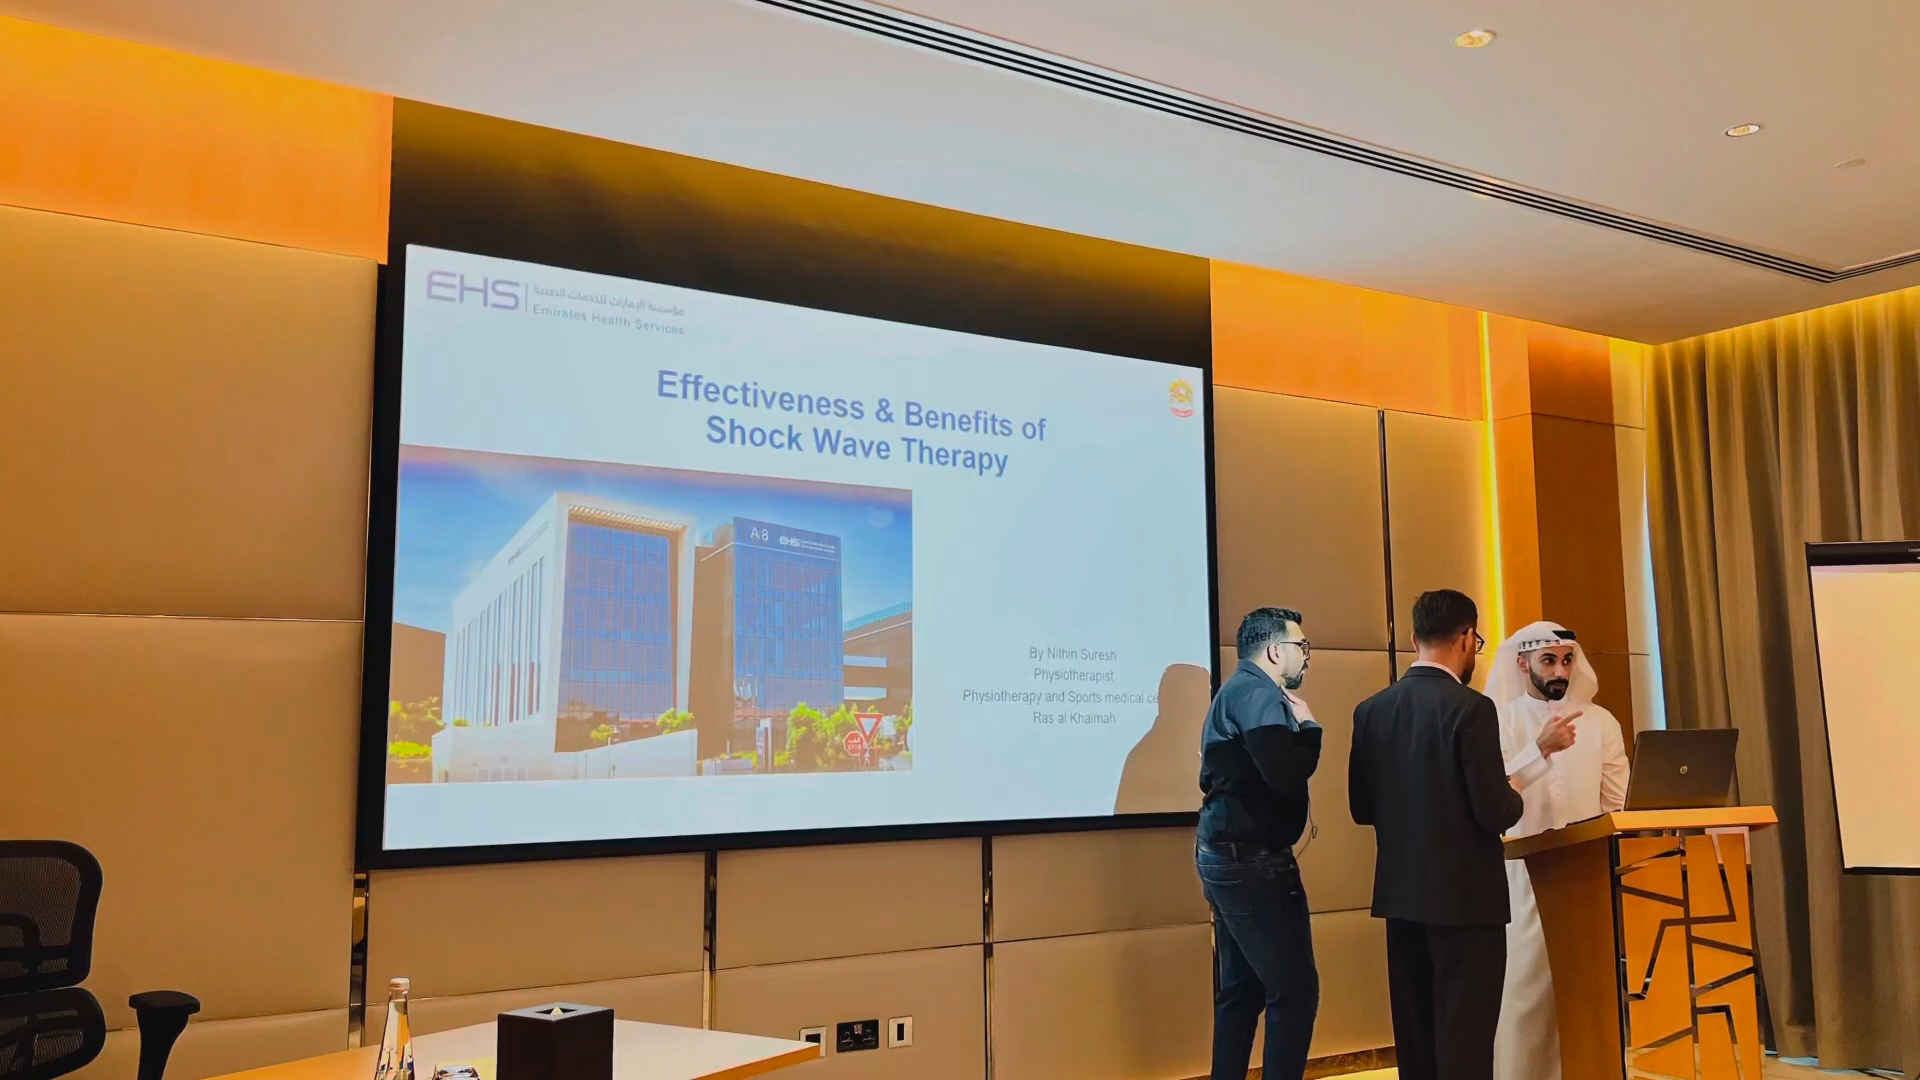 EHS
مؤسسة الإمارات للخدمات الصحية
Emirates Health Services
Effectiveness & Benefits of
Shock Wave Therapy
A8 EHS
By Nithin Suresh
Physiotherapist
Physiotherapy and Sports medical ce
Ras al Khaimah